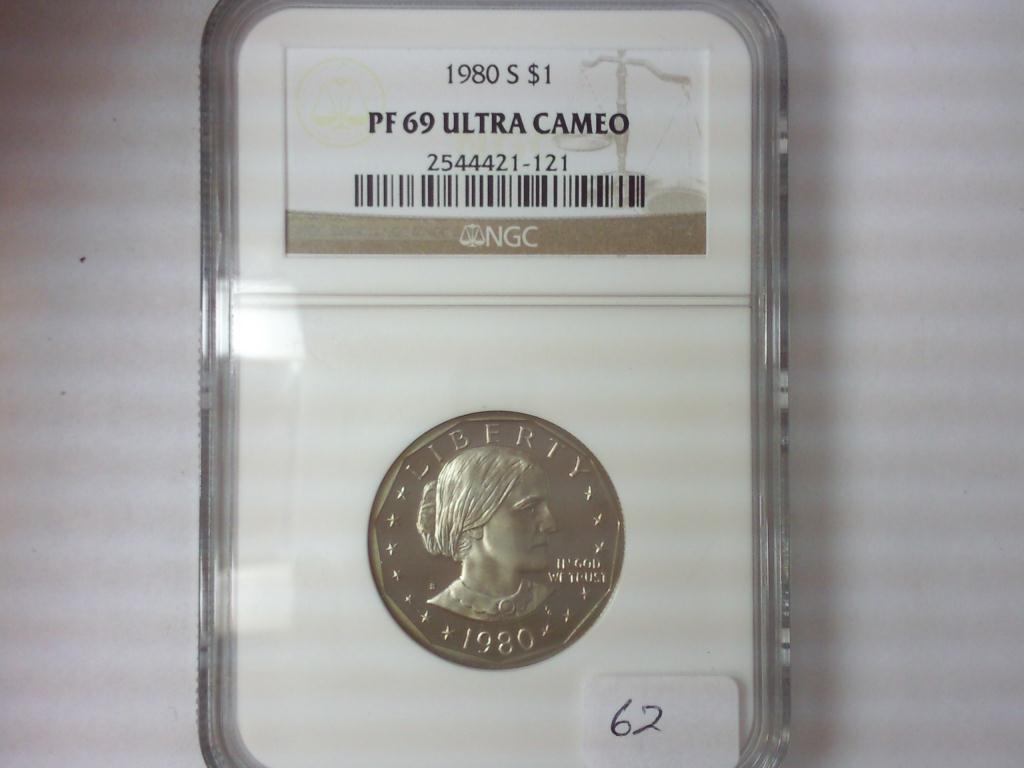 1980 S $1
PF 69 ULTRA CAMEO
2544421-121
NGC
LIBERTY
IN GOD
WE TRUST
S
1980
62